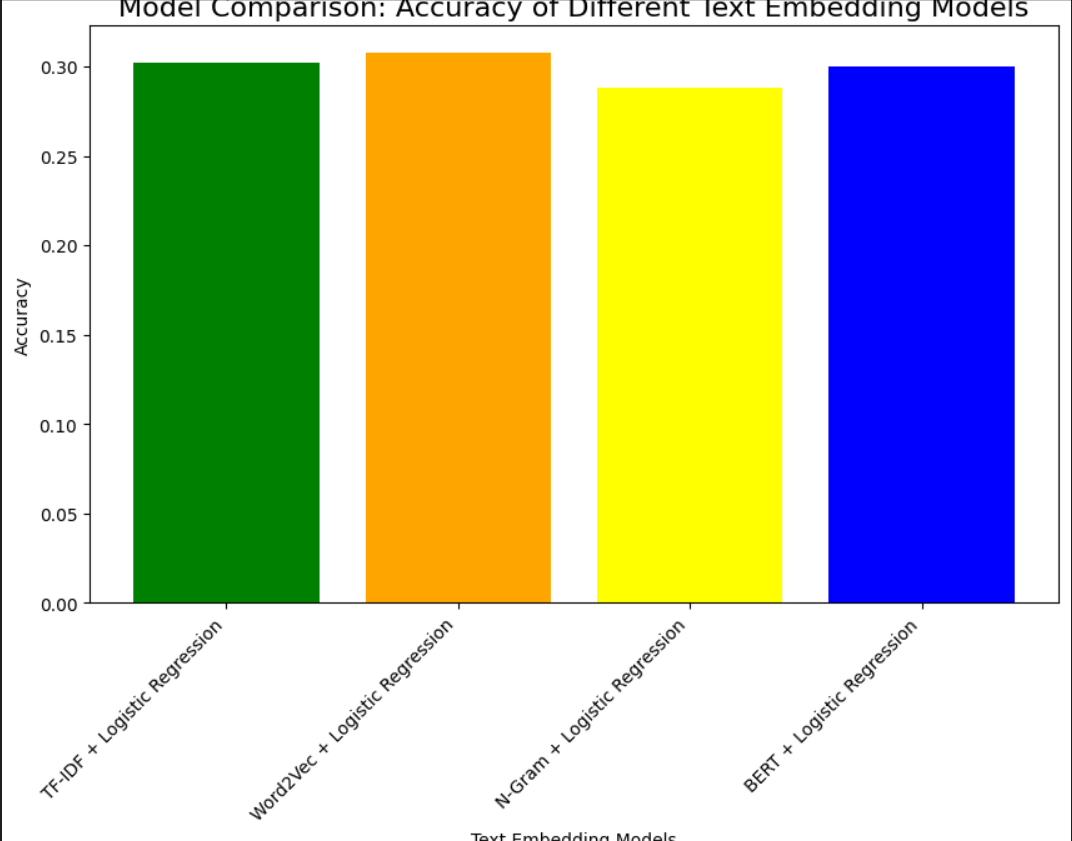 Model Comparison: Accuracy of Different Text Embedding Models
0.30
0.25
0.20
0.15
0.10
0.05
0.00
Accuracy
TF-IDF + Logistic Regression
Word2Vec + Logistic Regression
N-Gram + Logistic Regression
BERT + Logistic Regression
Text Embedding Models